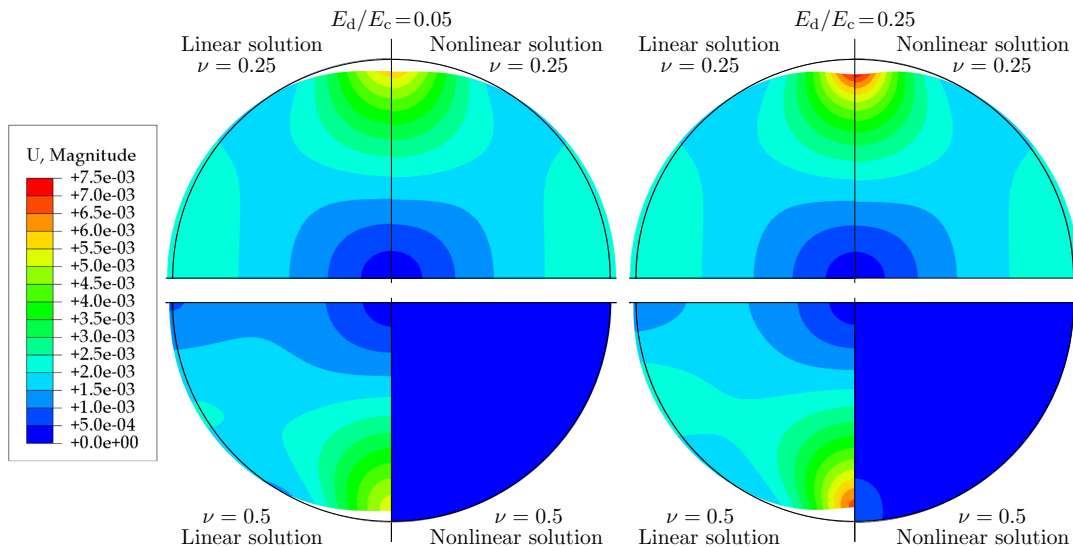 E_d/E_c=0.05
Linear solution
ν = 0.25
Nonlinear solution
ν = 0.25
E_d/E_c=0.25
Linear solution
ν = 0.25
Nonlinear solution
ν = 0.25
U, Magnitude
+7.5e-03
+7.0e-03
+6.5e-03
+6.0e-03
+5.5e-03
+5.0e-03
+4.5e-03
+4.0e-03
+3.5e-03
+3.0e-03
+2.5e-03
+2.0e-03
+1.5e-03
+1.0e-03
+5.0e-04
+0.0e+00
ν = 0.5
Linear solution
ν = 0.5
Nonlinear solution
ν = 0.5
Linear solution
ν = 0.5
Nonlinear solution